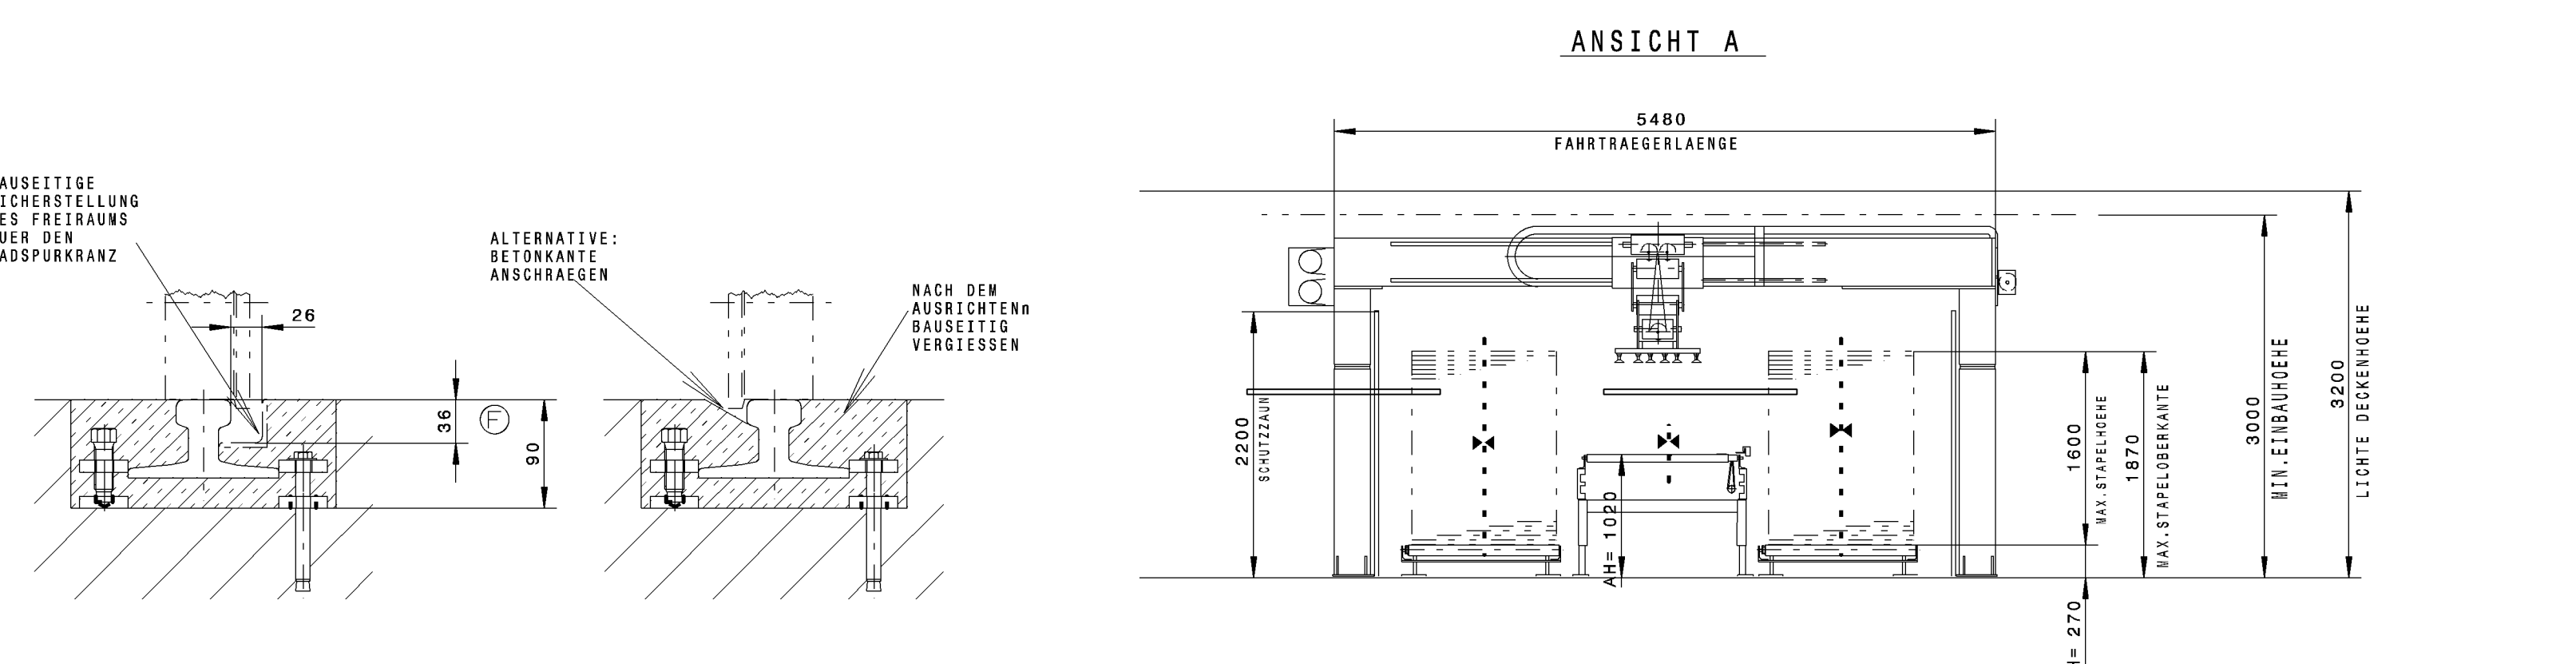 ANSICHT A
5480
FAHRTRAEGERLAENGE
AUSEITIGE
ICHERSTELLUNG
ES FREIRAUMS
UER DEN
ADSPURKRANZ
26
36
F
90
ALTERNATIVE:
BETONKANTE
ANSCHRAEGEN
NACH DEM
AUSRICHTENn
BAUSEITIG
VERGIESSEN
2200
SCHUTZZAUN
AH= 1020
1600
MAX.STAPELHOEHE
1870
MAX.STAPELOBERKANTE
3000
MIN.EINBAUHOEHE
3200
LICHTE DECKENHOEHE
H= 270